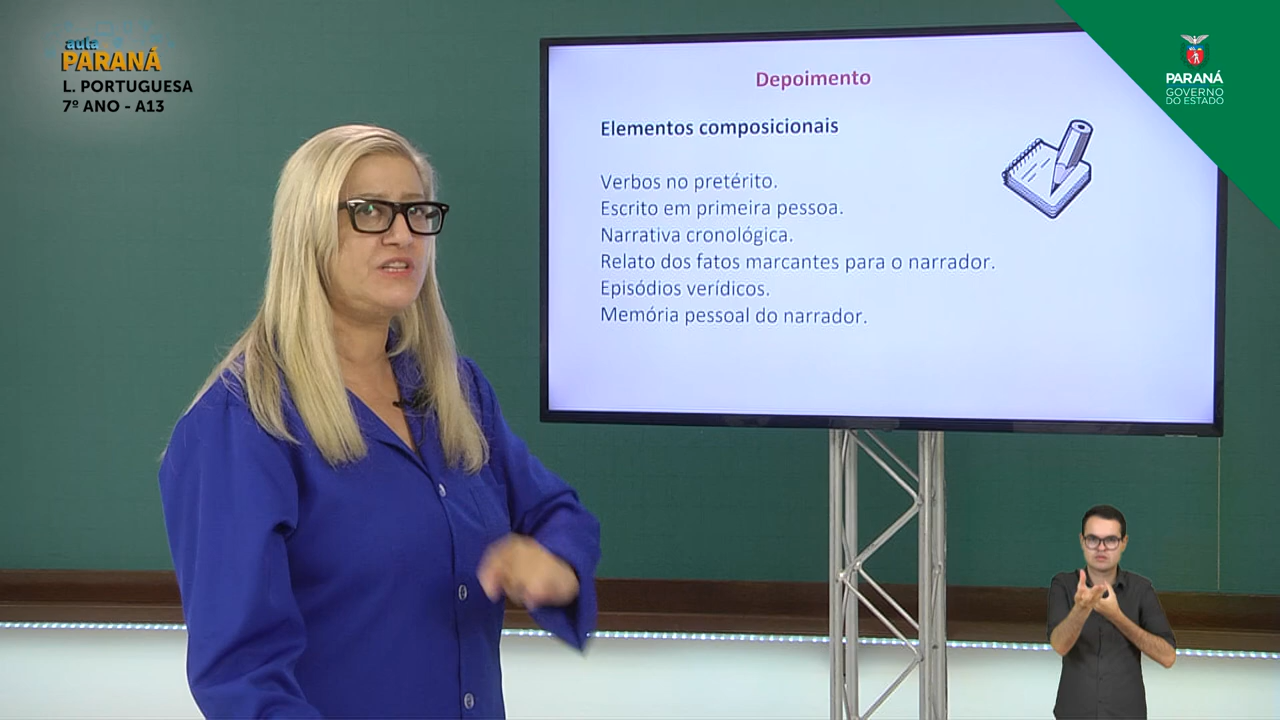 aula
PARANÁ
L. PORTUGUESA
7º ANO - A13
Depoimento
Elementos composicionais
Verbos no pretérito.
Escrito em primeira pessoa.
Narrativa cronológica.
Relato dos fatos marcantes para o narrador.
Episódios verídicos.
Memória pessoal do narrador.
PARANÁ
GOVERNO
DO ESTADO